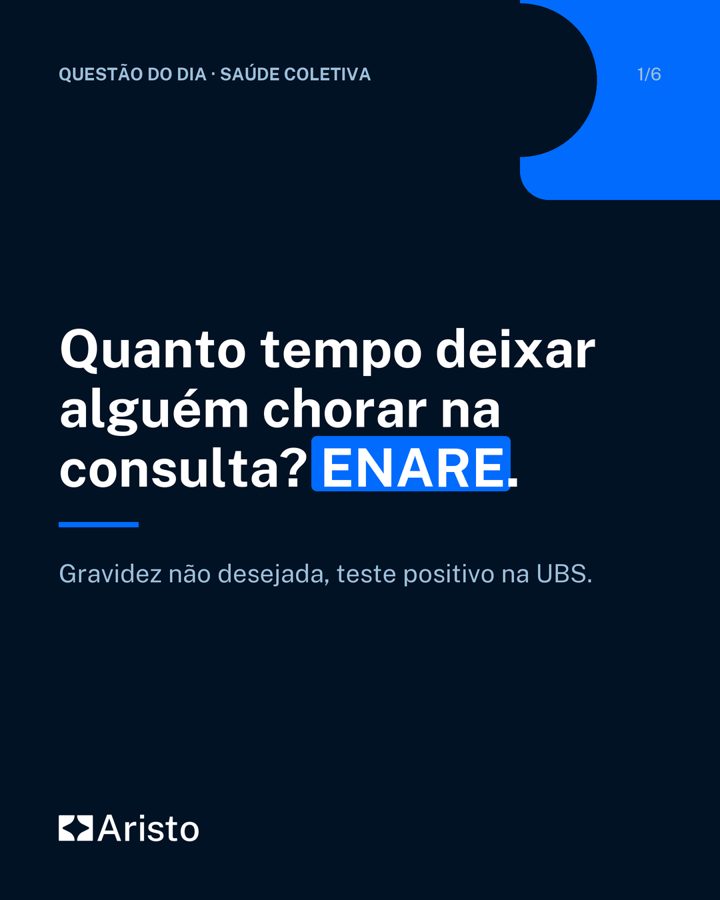 QUESTÃO DO DIA · SAÚDE COLETIVA
1/6
Quanto tempo deixar
alguém chorar na
consulta? ENARE.
Gravidez não desejada, teste positivo na UBS.
Aristo